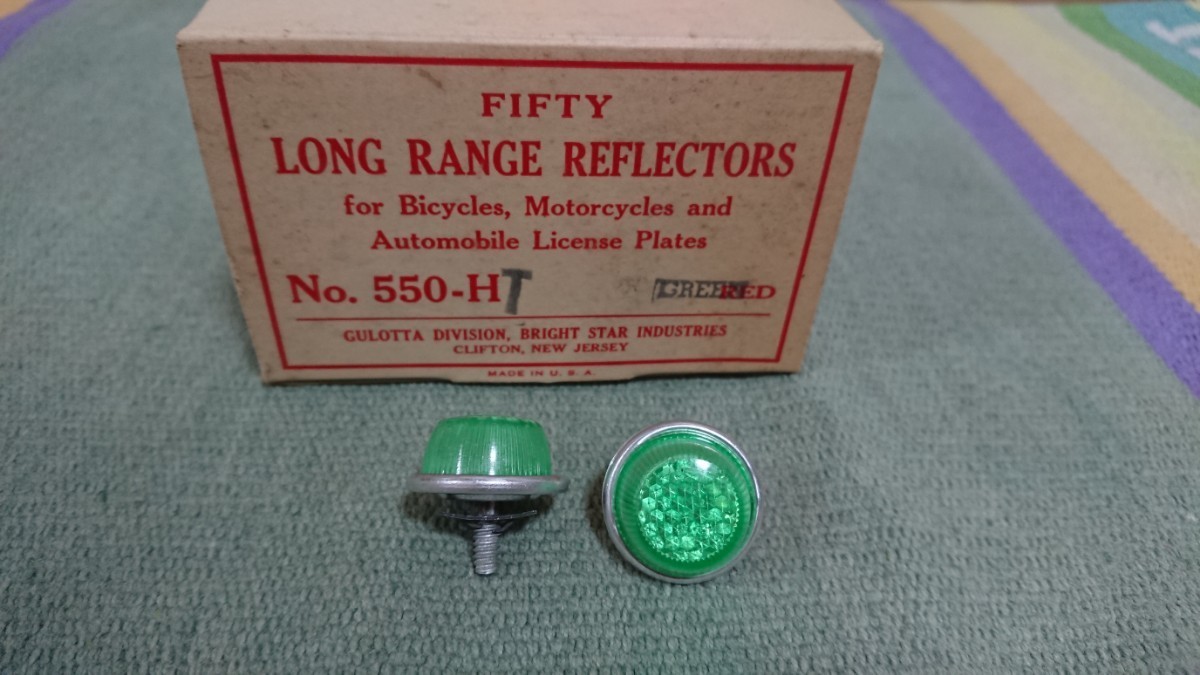 FIFTY
LONG RANGE REFLECTORS
for Bicycles, Motorcycles and
Automobile License Plates
No. 550-HT GREEN RED
GULOTTA DIVISION, BRIGHT STAR INDUSTRIES
CLIFTON, NEW JERSEY
MADE IN U. S. A.